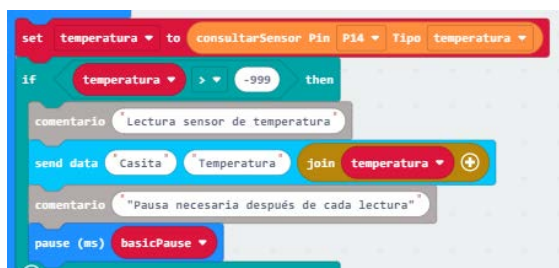 set temperatura to consultarSensor Pin P14 Tipo temperatura
if temperatura > -999 then
comentario "Lectura sensor de temperatura"
send data "Casita" "Temperatura" join temperatura
comentario ""Pausa necesaria después de cada lectura""
pause (ms) basicPause